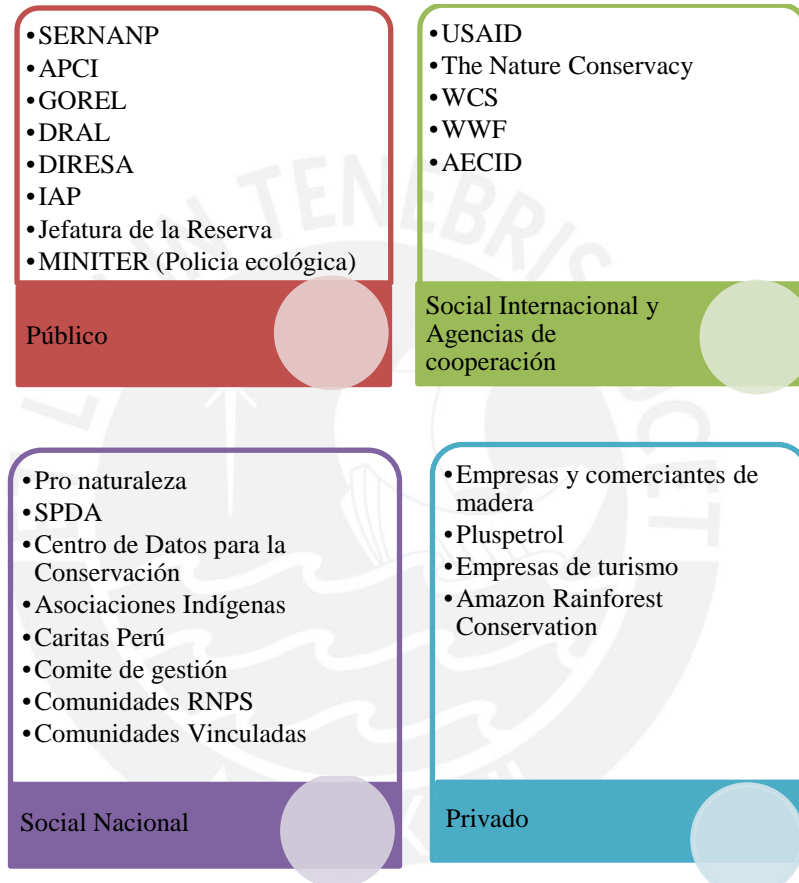 •SERNANP
•APCI
•GOREL
•DRAL
•DIRESA
•IAP
•Jefatura de la Reserva
•MINITER (Policia ecológica)
Público
•USAID
•The Nature Conservacy
•WCS
•WWF
•AECID
Social Internacional y
Agencias de
cooperación
•Pro naturaleza
•SPDA
•Centro de Datos para la
Conservación
•Asociaciones Indígenas
•Caritas Perú
•Comite de gestión
•Comunidades RNPS
•Comunidades Vinculadas
Social Nacional
•Empresas y comerciantes de
madera
•Pluspetrol
•Empresas de turismo
•Amazon Rainforest
Conservation
Privado